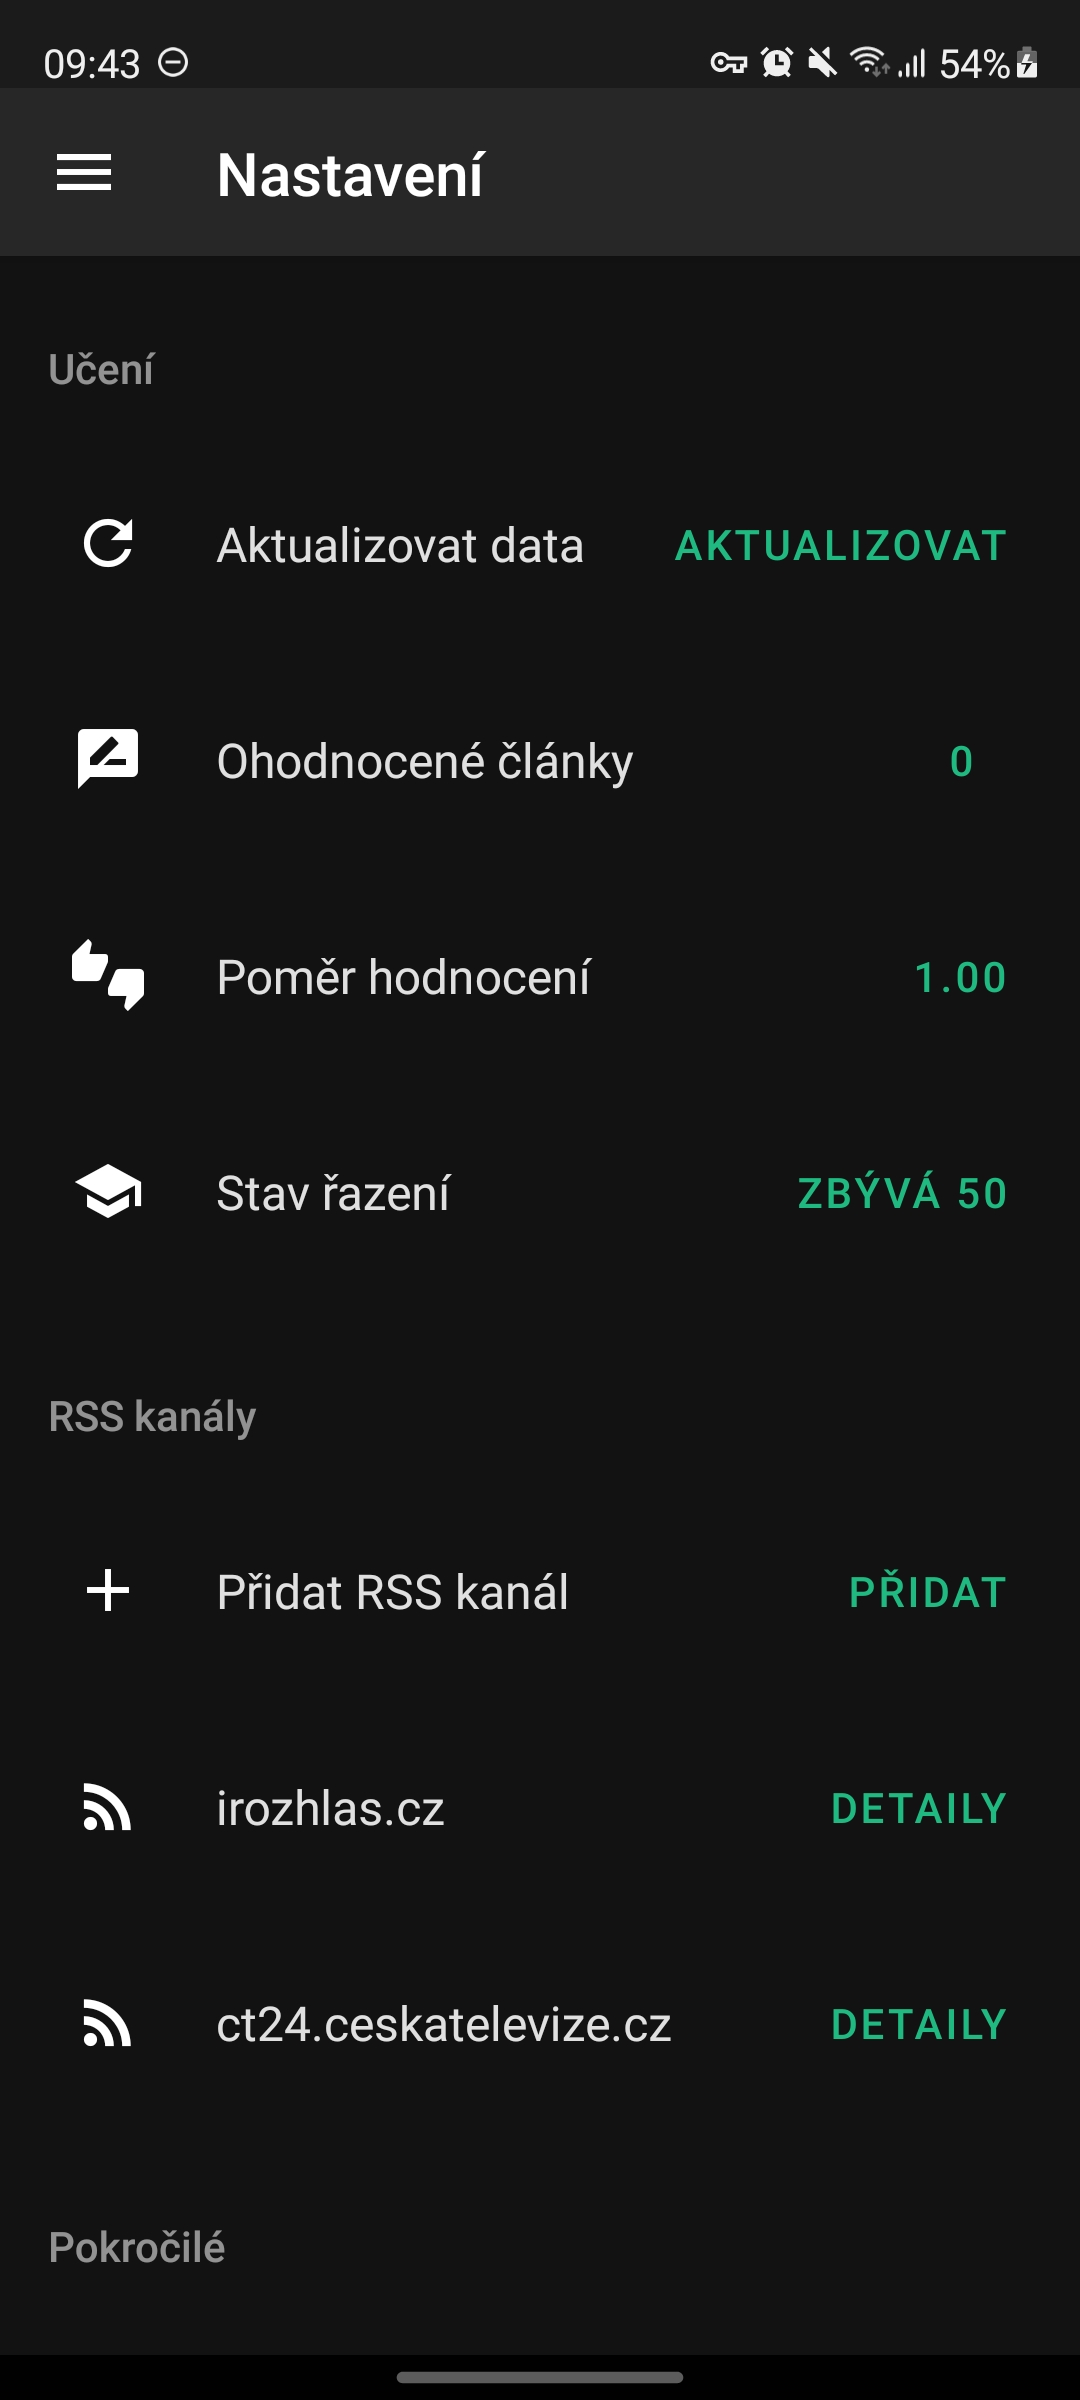 09:43 54%
Nastavení
Učení
Aktualizovat data AKTUALIZOVAT
Ohodnocené články 0
Poměr hodnocení 1.00
Stav řazení ZBÝVÁ 50
RSS kanály
Přidat RSS kanál PŘIDAT
irozhlas.cz DETAILY
ct24.ceskatelevize.cz DETAILY
Pokročilé